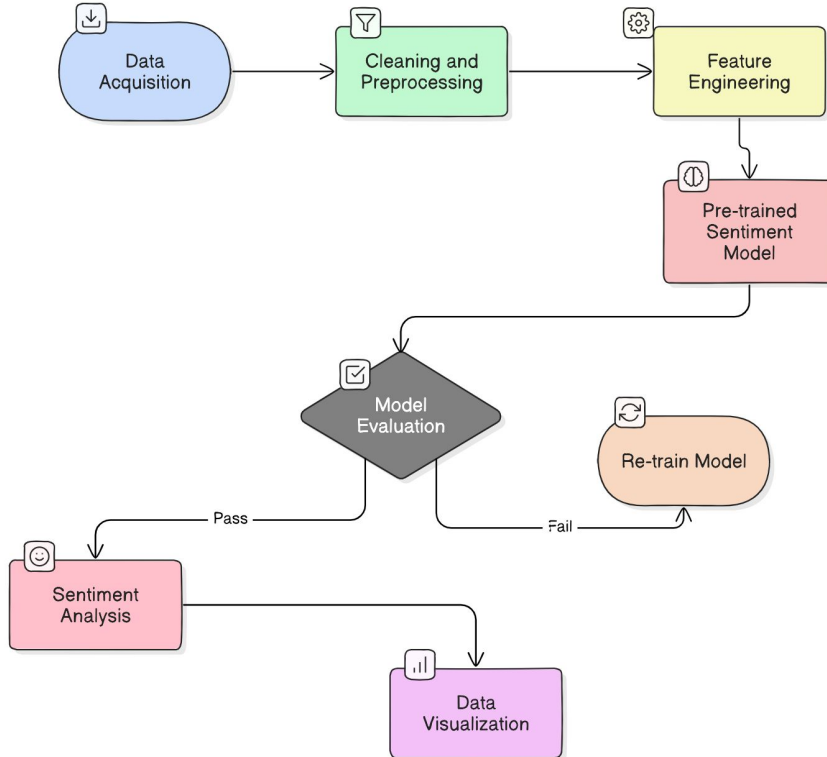 Data
Acquisition
Cleaning and
Preprocessing
Feature
Engineering
Pre-trained
Sentiment
Model
Model
Evaluation
Re-train Model
Pass
Fail
Sentiment
Analysis
Data
Visualization